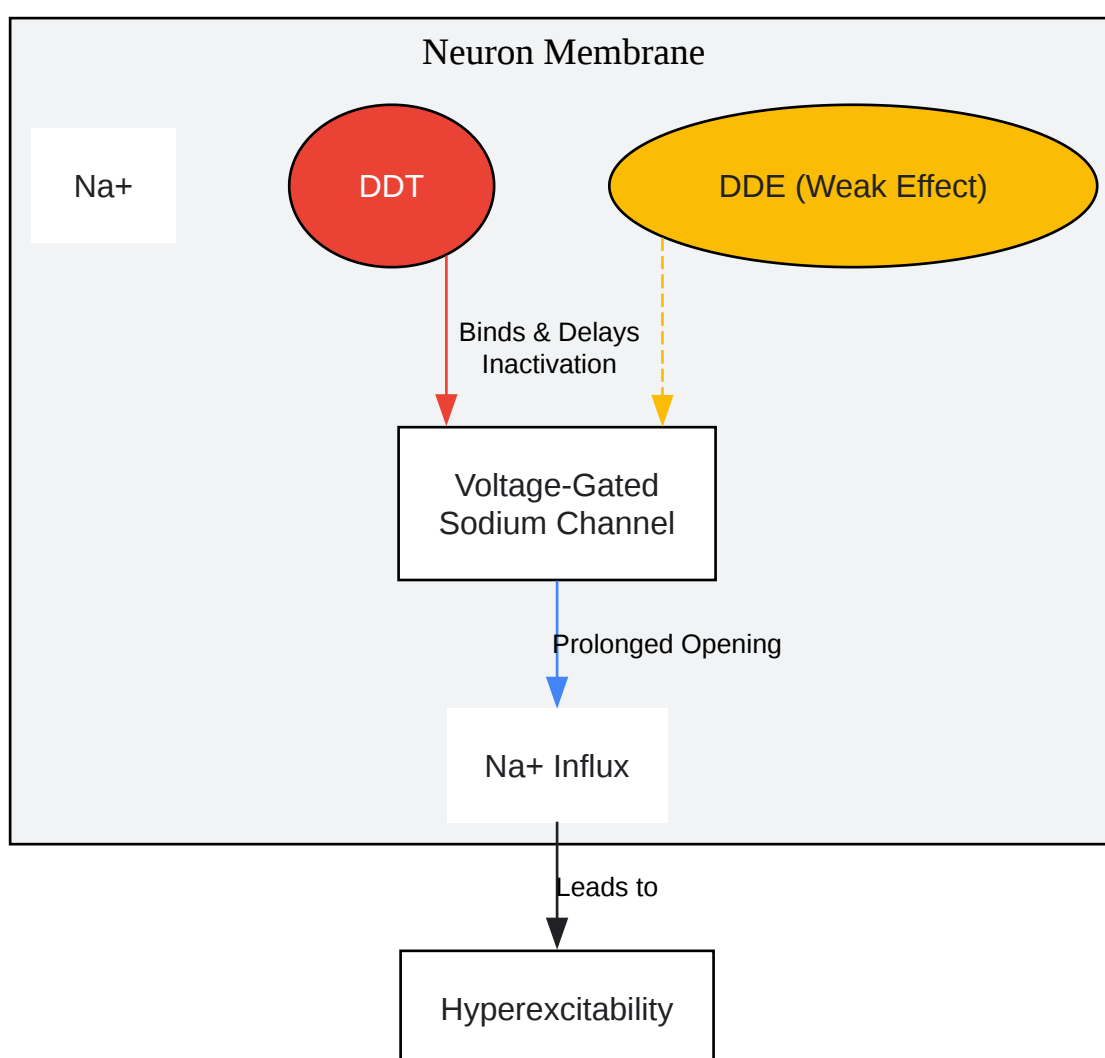 Neuron Membrane
Na+
DDT
DDE (Weak Effect)
Binds & Delays
Inactivation
Voltage-Gated
Sodium Channel
Prolonged Opening
Na+ Influx
Leads to
Hyperexcitability